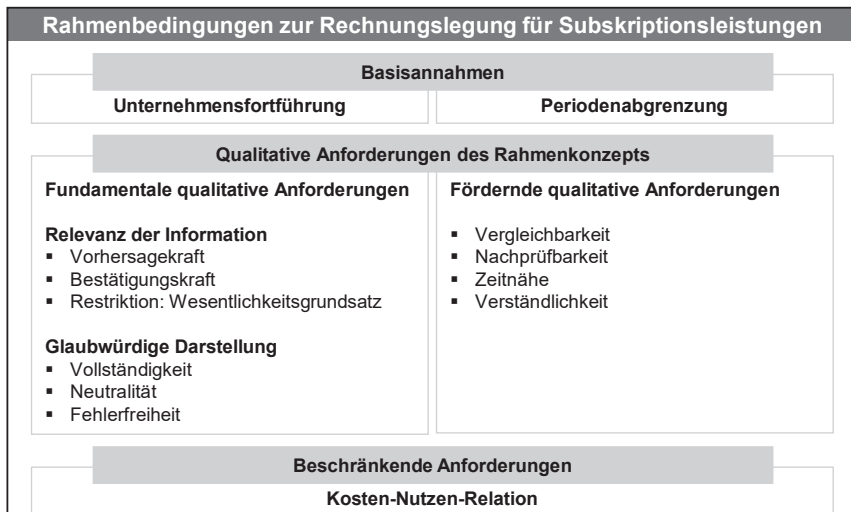 Rahmenbedingungen zur Rechnungslegung für Subskriptionsleistungen
Basisannahmen
Unternehmensfortführung
Periodenabgrenzung
Qualitative Anforderungen des Rahmenkonzepts
Fundamentale qualitative Anforderungen
Relevanz der Information
▪ Vorhersagekraft
▪ Bestätigungskraft
▪ Restriktion: Wesentlichkeitsgrundsatz
Glaubwürdige Darstellung
▪ Vollständigkeit
▪ Neutralität
▪ Fehlerfreiheit
Fördernde qualitative Anforderungen
▪ Vergleichbarkeit
▪ Nachprüfbarkeit
▪ Zeitnähe
▪ Verständlichkeit
Beschränkende Anforderungen
Kosten-Nutzen-Relation